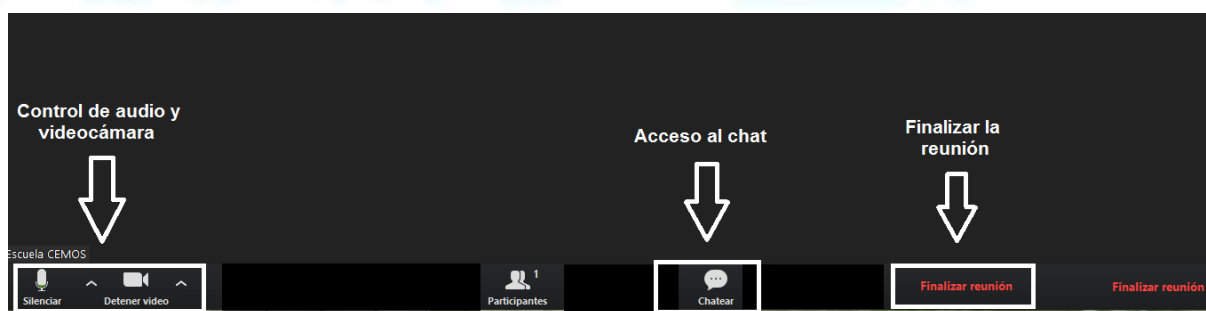 Control de audio y
videocámara
Acceso al chat
Finalizar la
reunión
Escuela CEMOS
Silenciar
Detener video
1
Participantes
Chatear
Finalizar reunión
Finalizar reunión